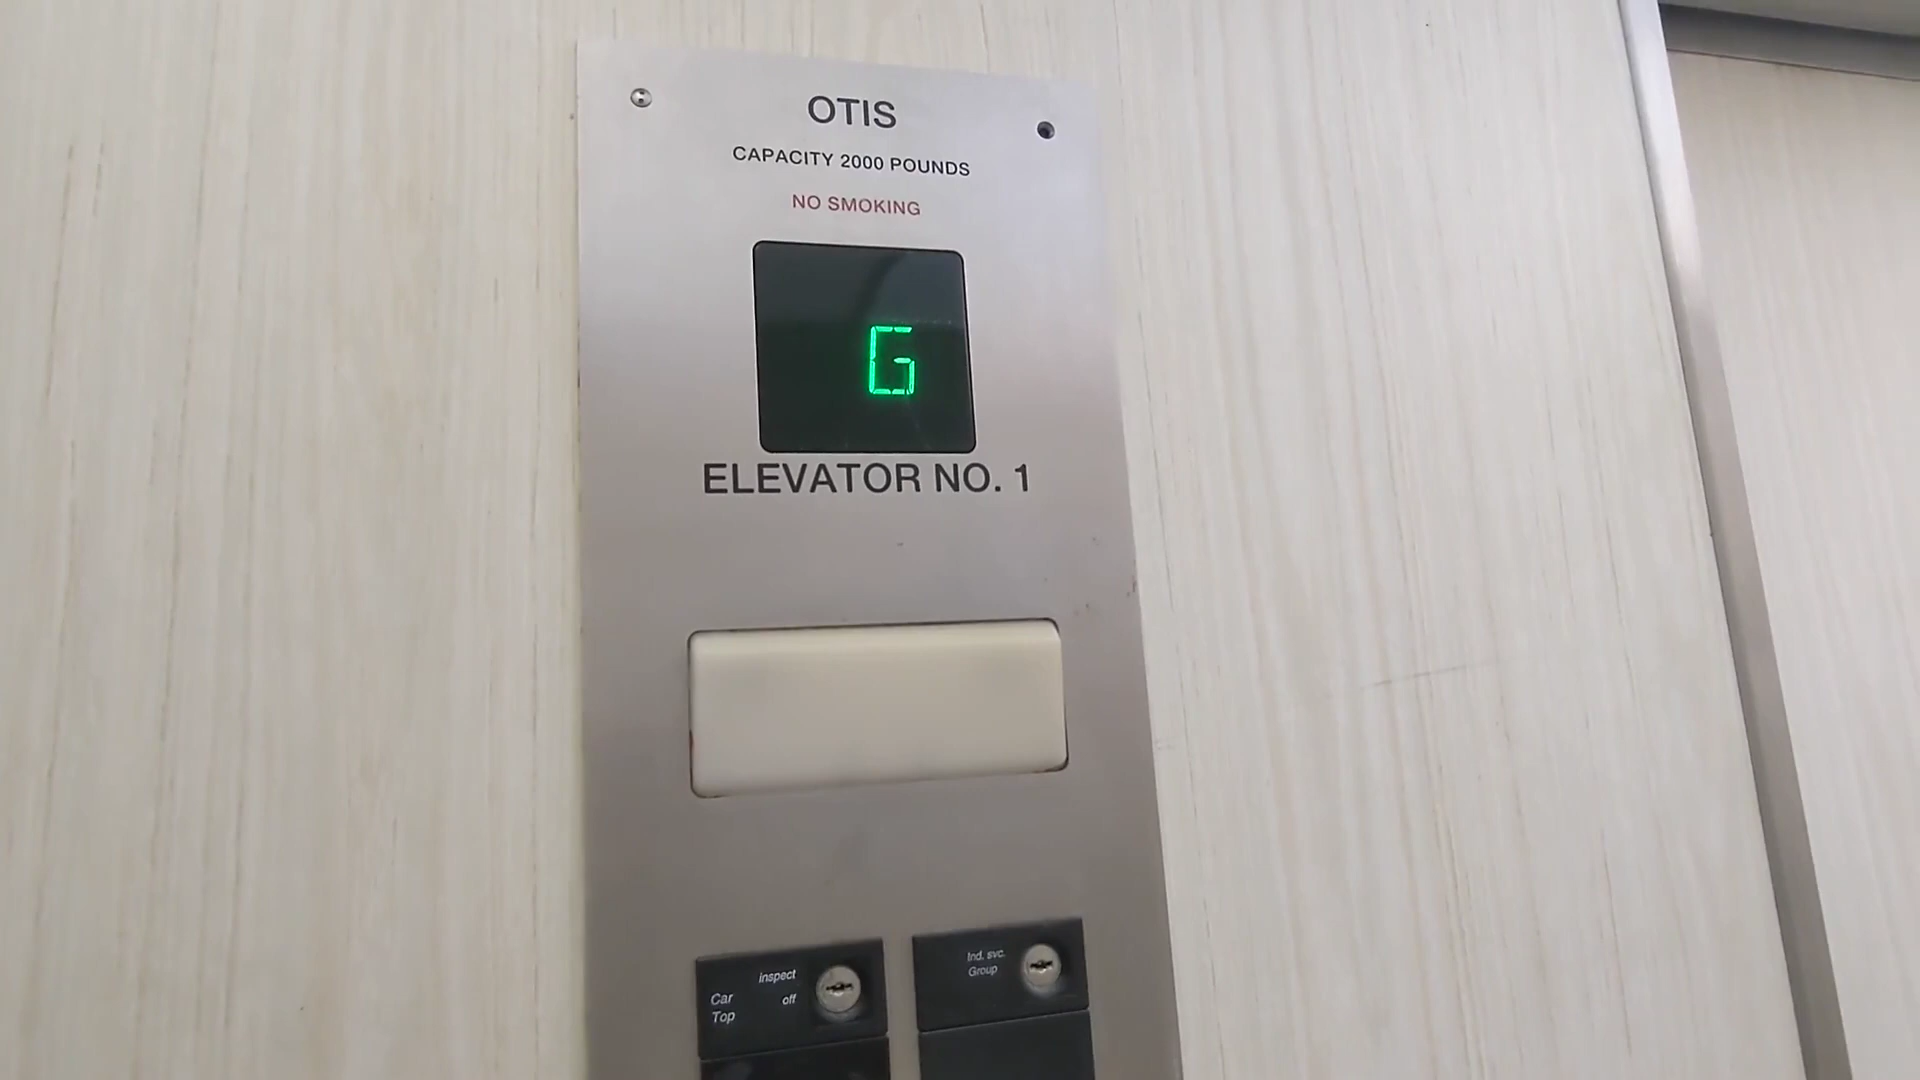 OTIS
CAPACITY 2000 POUNDS
NO SMOKING
G
ELEVATOR NO. 1
inspect
Car off
Top
Ind. svc.
Group